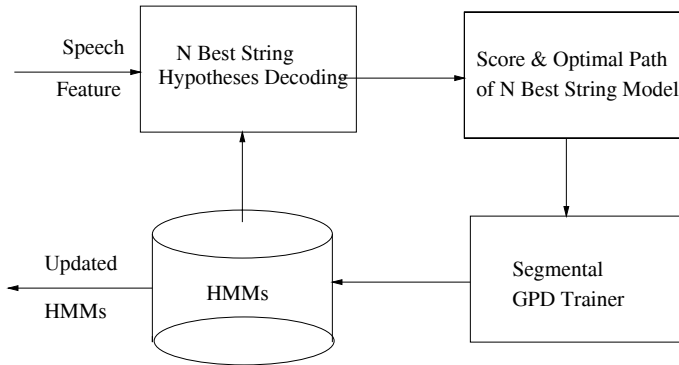 Speech
Feature
N Best String
Hypotheses Decoding
Score & Optimal Path
of N Best String Model
Updated
HMMs
HMMs
Segmental
GPD Trainer